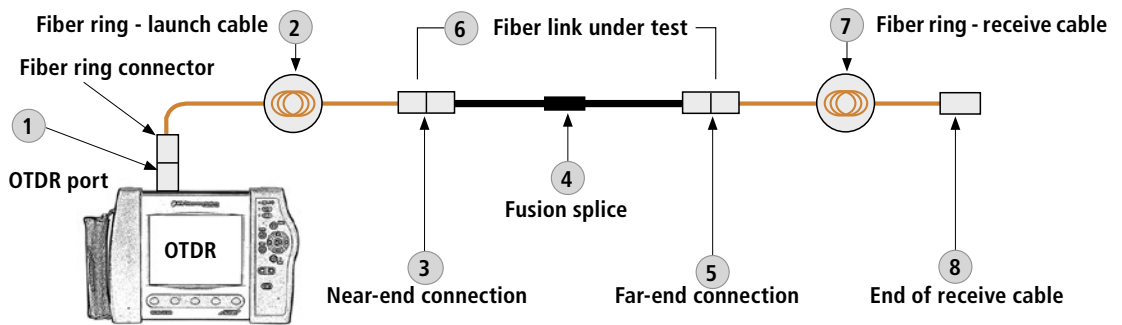 Fiber ring - launch cable 2
6 Fiber link under test
7 Fiber ring - receive cable
Fiber ring connector
1
OTDR port
4
Fusion splice
OTDR
3
Near-end connection
5
Far-end connection
8
End of receive cable